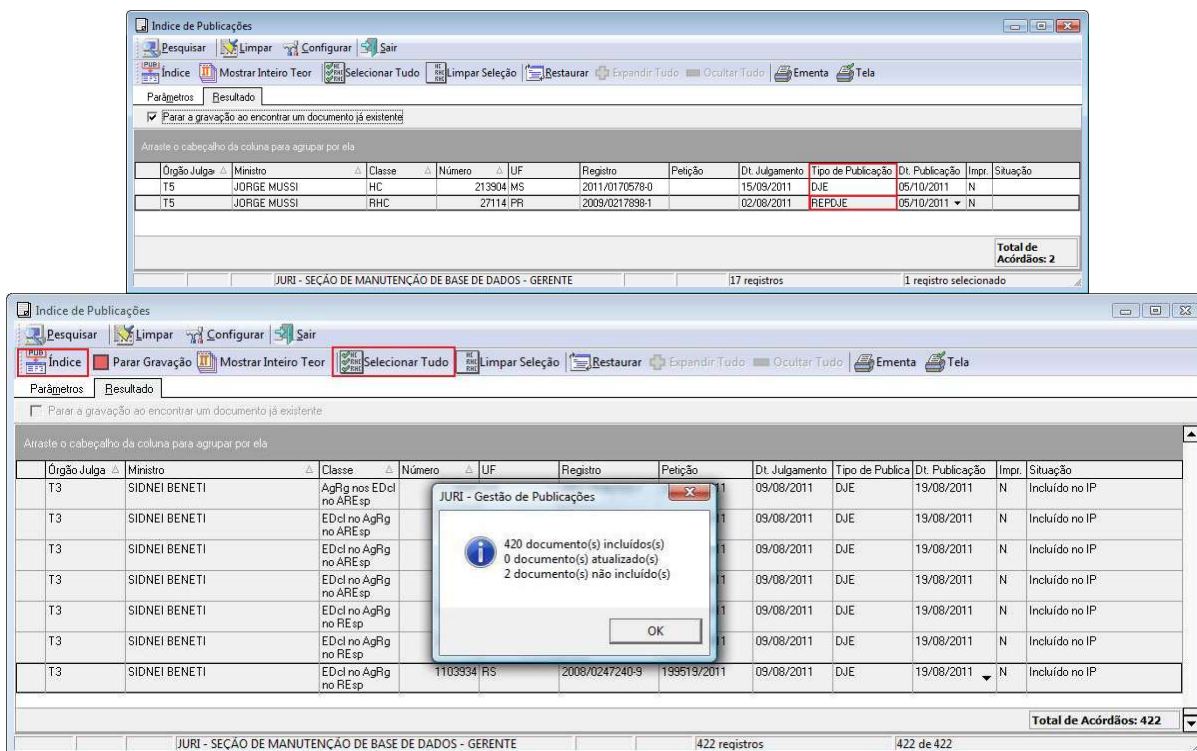 Indice de Publicações
Pesquisar Limpar Configurar Sair
Índice Mostrar Inteiro Teor Selecionar Tudo Limpar Seleção Restaurar Expandir Tudo Ocultar Tudo Ementa Tela
Parâmetros Resultado
Parar a gravação ao encontrar um documento já existente
Arraste o cabeçalho da coluna para agrupar por ela
Órgão Julga Ministro Classe Número UF Registro Petição Dt. Julgamento Tipo de Publicação Dt. Publicação Impr. Situação
T5 JORGE MUSSI HC 213904 MS 2011/0170578-0 15/09/2011 DJE 05/10/2011 N
T5 JORGE MUSSI RHC 27114 PR 2009/0217898-1 02/08/2011 REPDJE 05/10/2011 N
Total de
Acórdãos: 2
JURI - SEÇÃO DE MANUTENÇÃO DE BASE DE DADOS - GERENTE 17 registros 1 registro selecionado
Indice de Publicações
Pesquisar Limpar Configurar Sair
Índice Parar Gravação Mostrar Inteiro Teor Selecionar Tudo Limpar Seleção Restaurar Expandir Tudo Ocultar Tudo Ementa Tela
Parâmetros Resultado
Parar a gravação ao encontrar um documento já existente
Arraste o cabeçalho da coluna para agrupar por ela
Órgão Julga Ministro Classe Número UF Registro Petição Dt. Julgamento Tipo de Publica Dt. Publicação Impr. Situação
T3 SIDNEI BENETI AgRg nos EDcl 09/08/2011 DJE 19/08/2011 N Incluído no IP
no AREsp
T3 SIDNEI BENETI EDcl no AgRg 09/08/2011 DJE 19/08/2011 N Incluído no IP
no AREsp
T3 SIDNEI BENETI EDcl no AgRg 09/08/2011 DJE 19/08/2011 N Incluído no IP
no AREsp
T3 SIDNEI BENETI EDcl no AgRg 09/08/2011 DJE 19/08/2011 N Incluído no IP
no AREsp
T3 SIDNEI BENETI EDcl no AgRg 09/08/2011 DJE 19/08/2011 N Incluído no IP
no REsp
T3 SIDNEI BENETI EDcl no AgRg 09/08/2011 DJE 19/08/2011 N Incluído no IP
no REsp
T3 SIDNEI BENETI EDcl no AgRg 1103934 RS 2008/0247240-9 199519/2011 09/08/2011 DJE 19/08/2011 N Incluído no IP
no REsp
JURI - Gestão de Publicações
420 documento(s) incluídos(s)
0 documento(s) atualizado(s)
2 documento(s) não incluído(s)
OK
Total de Acórdãos: 422
JURI - SEÇÃO DE MANUTENÇÃO DE BASE DE DADOS - GERENTE 422 registros 422 de 422